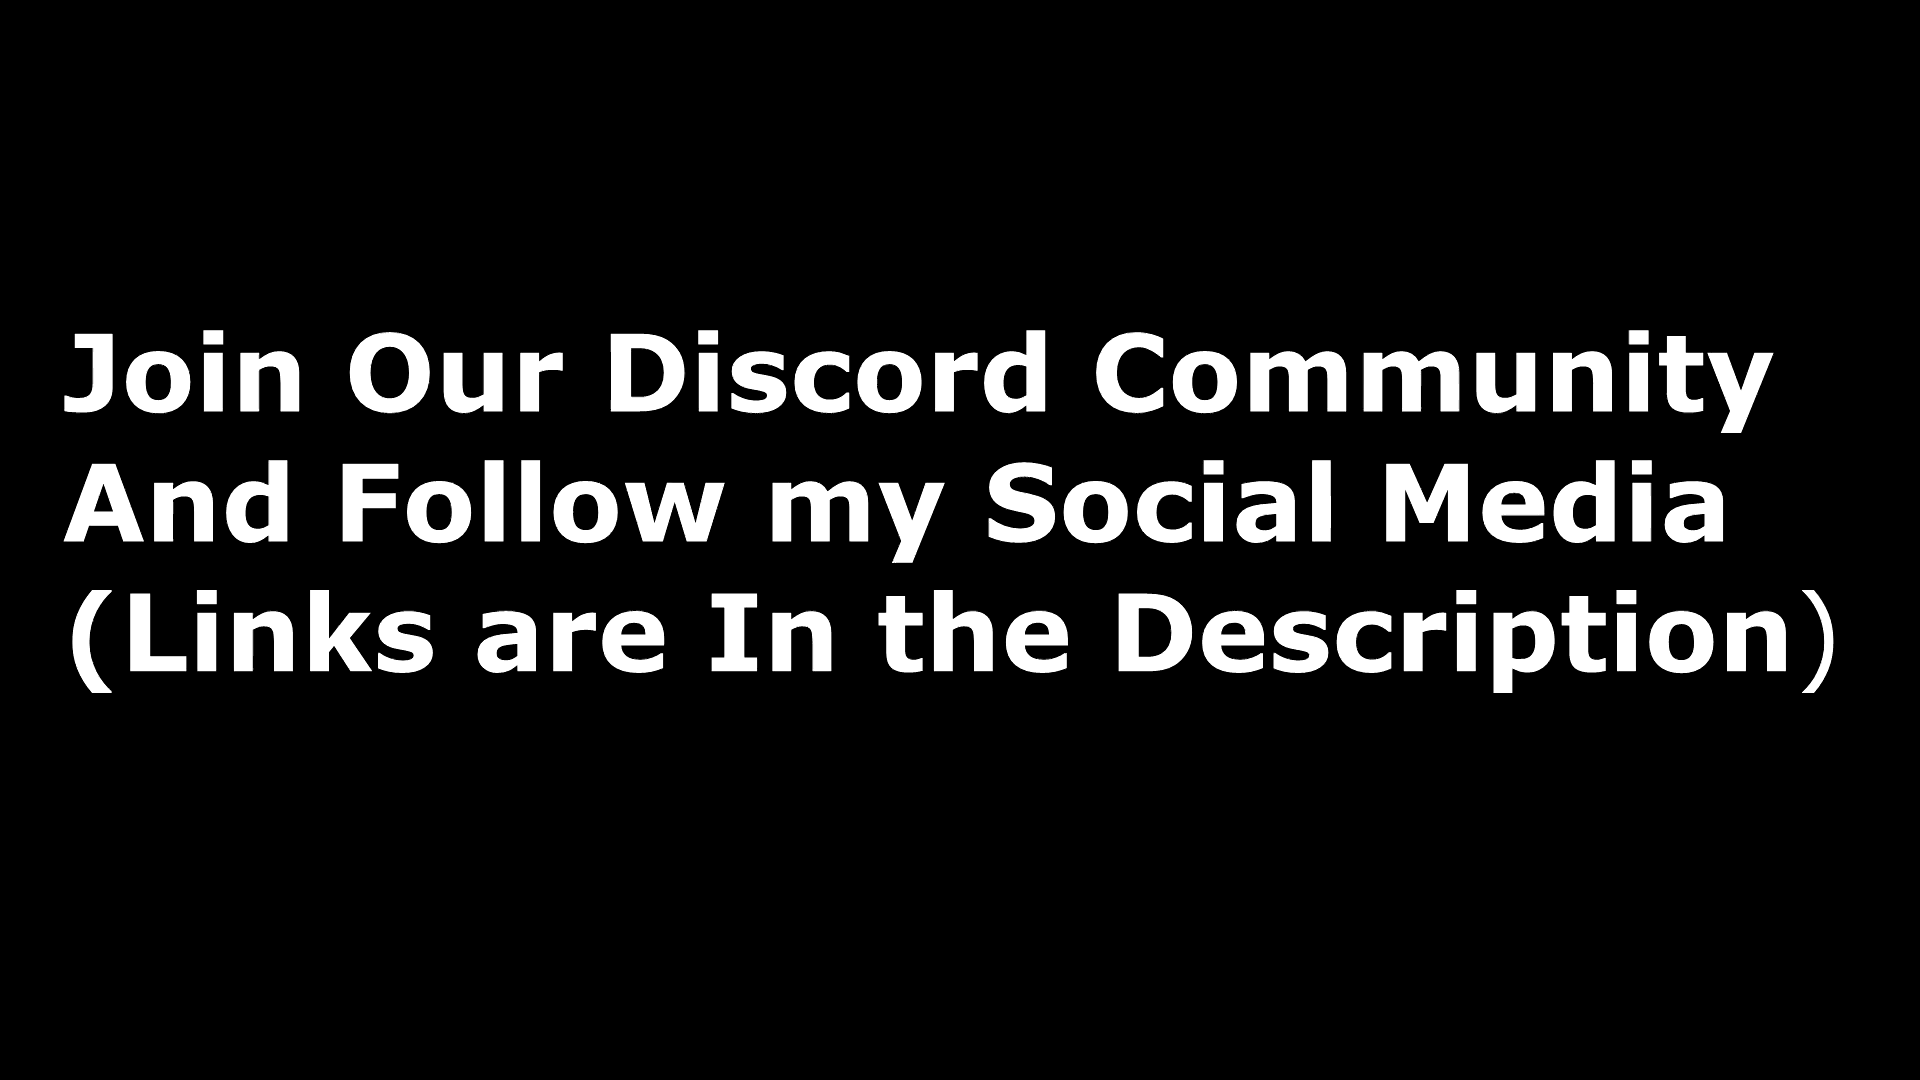 Join Our Discord Community
And Follow my Social Media
(Links are In the Description)